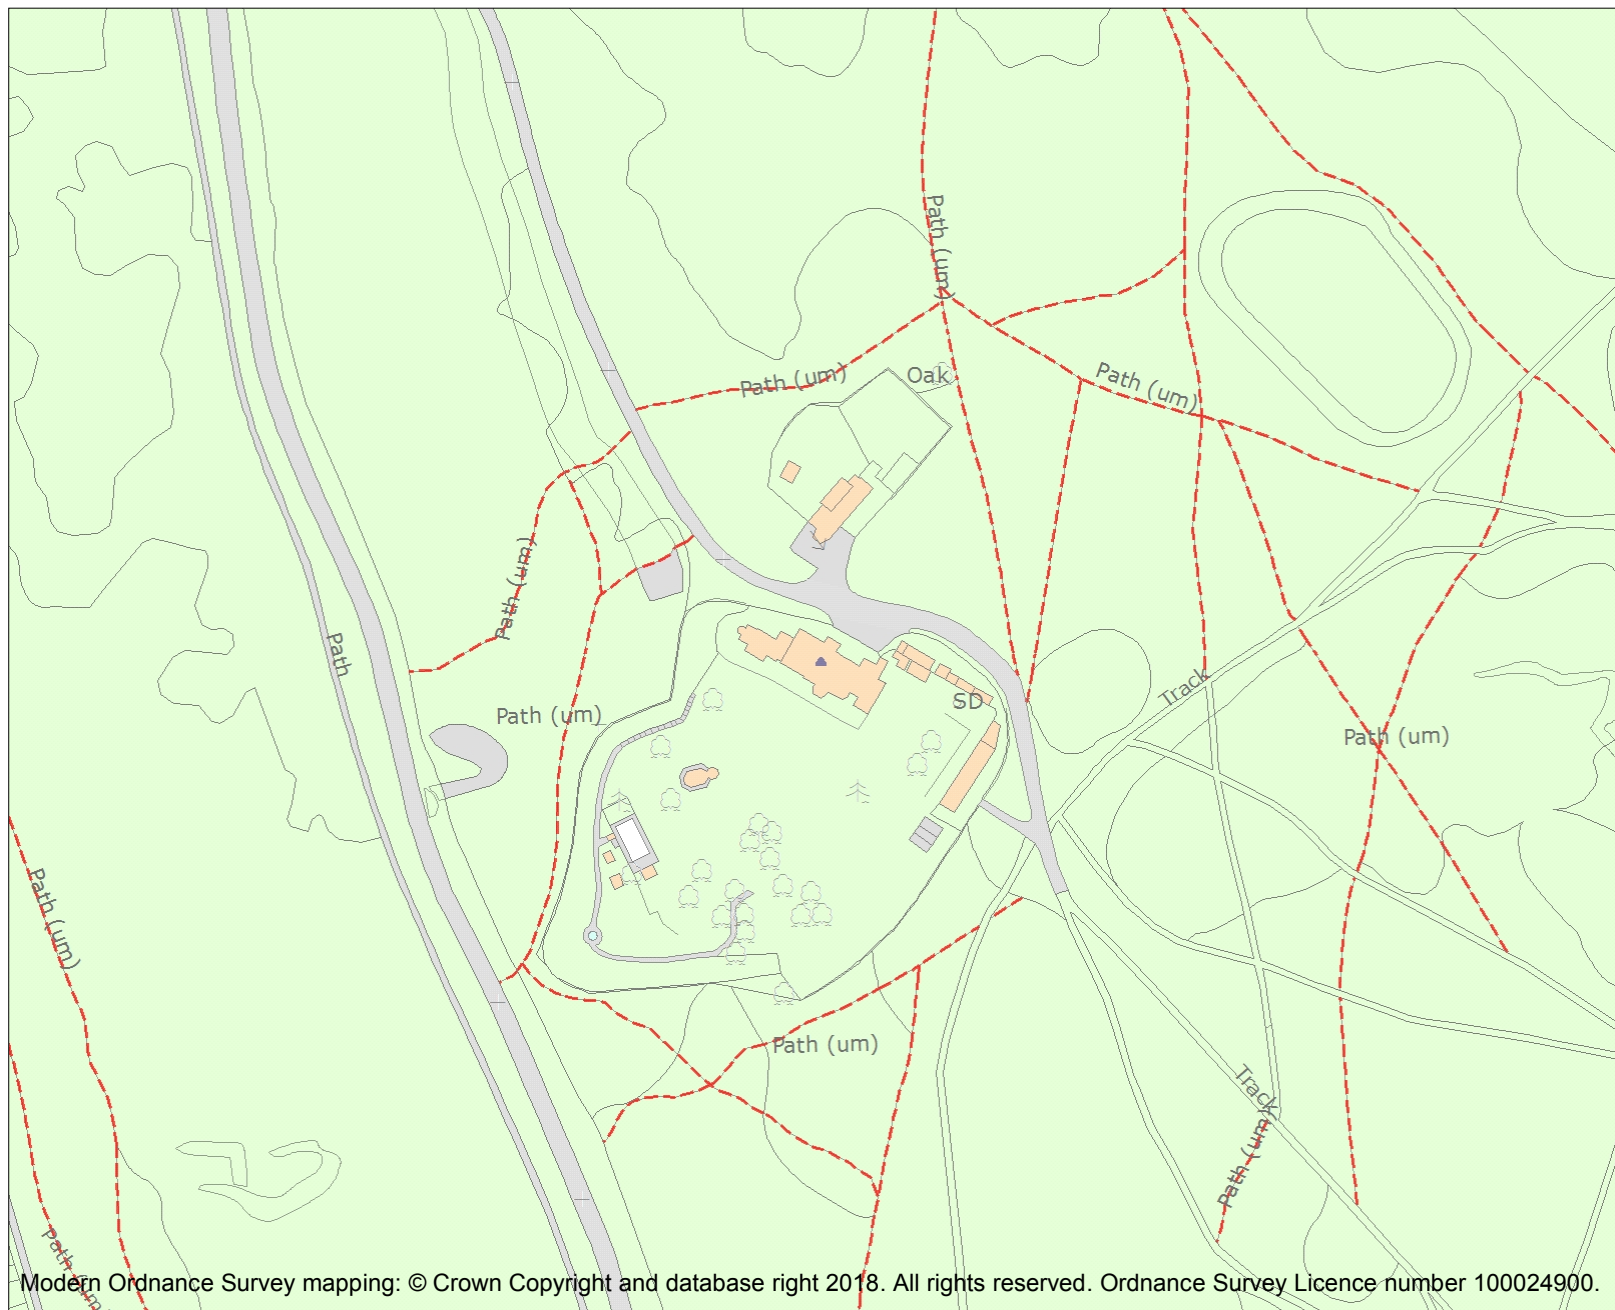 Path (um)
Path (um)
Oak
Path (um)
Path (um)
Path
Track
SD
Path (um)
Path (um)
Path (um)
Path (um)
Track
Path (um)
Path (um)
Modern Ordnance Survey mapping: © Crown Copyright and database right 2018. All rights reserved. Ordnance Survey Licence number 100024900.